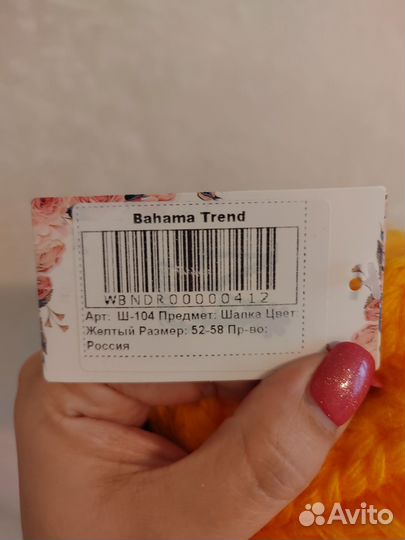 Bahama Trend
WBNDR00000412
Арт: Ш-104 Предмет: Шапка Цвет
Желтый Размер: 52-58 Пр-во:
Россия
Avito